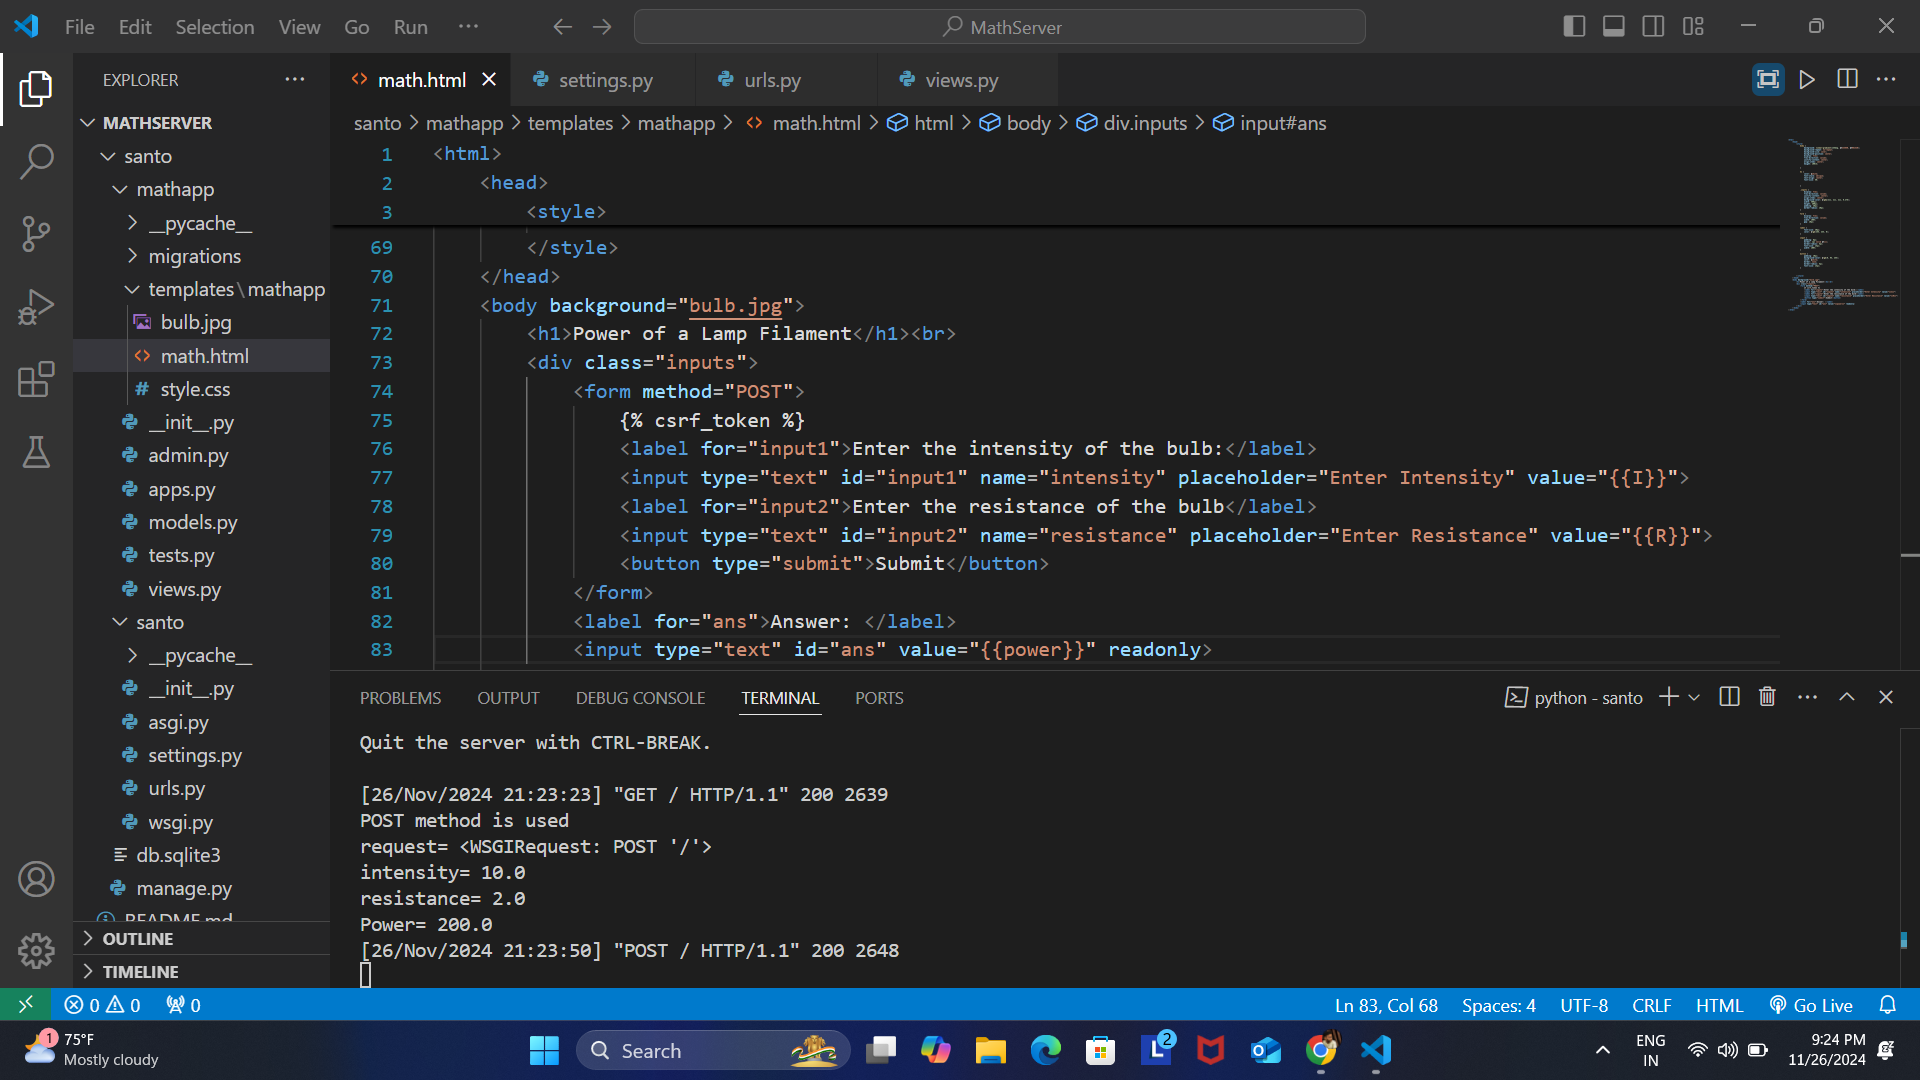 File Edit Selection View Go Run ··· MathServer
EXPLORER ···
MATHSERVER
santo
mathapp
__pycache__
migrations
templates\mathapp
bulb.jpg
math.html
style.css
__init__.py
admin.py
apps.py
models.py
tests.py
views.py
santo
__pycache__
__init__.py
asgi.py
settings.py
urls.py
wsgi.py
db.sqlite3
manage.py
README.md
OUTLINE
TIMELINE
math.html settings.py urls.py views.py
santo > mathapp > templates > mathapp > math.html > html > body > div.inputs > input#ans
1 <html>
2 <head>
3 <style>
69 </style>
70 </head>
71 <body background="bulb.jpg">
72 <h1>Power of a Lamp Filament</h1><br>
73 <div class="inputs">
74 <form method="POST">
75 {% csrf_token %}
76 <label for="input1">Enter the intensity of the bulb:</label>
77 <input type="text" id="input1" name="intensity" placeholder="Enter Intensity" value="{{I}}">
78 <label for="input2">Enter the resistance of the bulb</label>
79 <input type="text" id="input2" name="resistance" placeholder="Enter Resistance" value="{{R}}">
80 <button type="submit">Submit</button>
81 </form>
82 <label for="ans">Answer: </label>
83 <input type="text" id="ans" value="{{power}}" readonly>
PROBLEMS OUTPUT DEBUG CONSOLE TERMINAL PORTS python - santo
Quit the server with CTRL-BREAK.
[26/Nov/2024 21:23:23] "GET / HTTP/1.1" 200 2639
POST method is used
request= <WSGIRequest: POST '/'>
intensity= 10.0
resistance= 2.0
Power= 200.0
[26/Nov/2024 21:23:50] "POST / HTTP/1.1" 200 2648
0 0 0 Ln 83, Col 68 Spaces: 4 UTF-8 CRLF HTML Go Live
1 75°F
Mostly cloudy
Search
L 2
ENG
IN
9:24 PM
11/26/2024